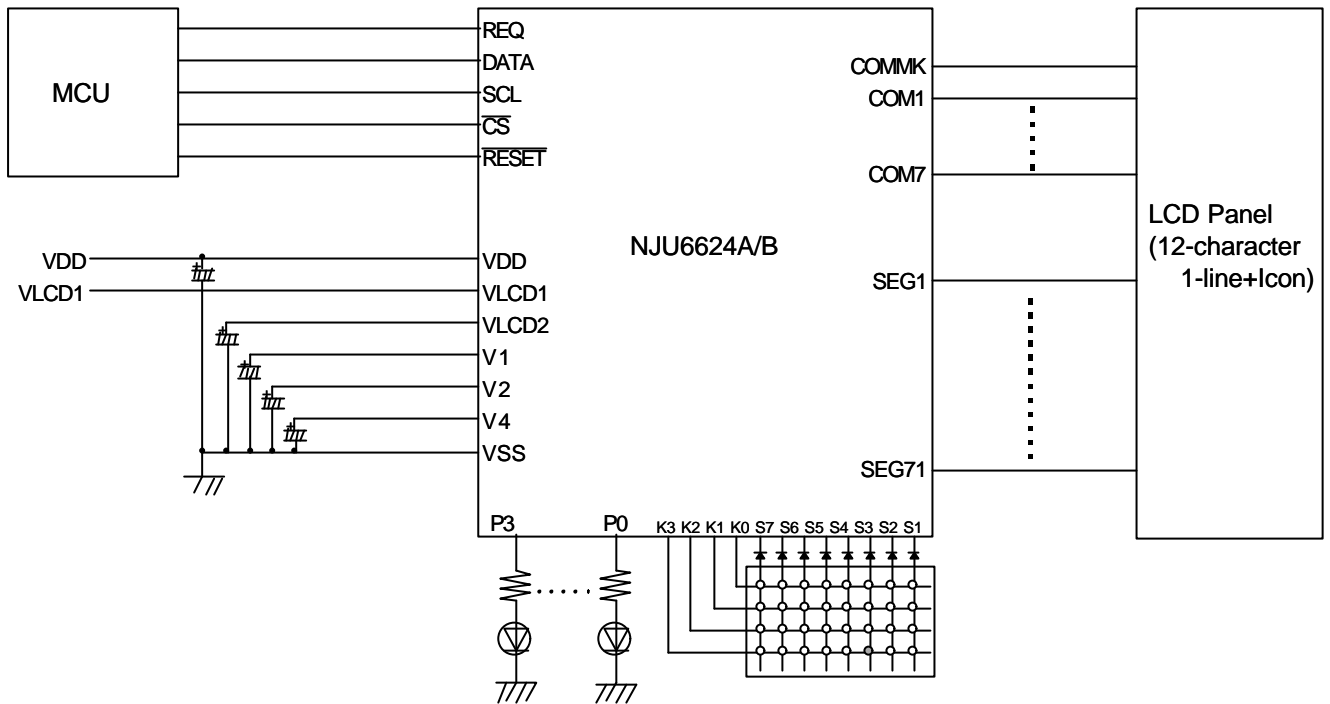 MCU
REQ
DATA
SCL
CS
RESET
VDD
VLCD1
VDD
VLCD1
VLCD2
V1
V2
V4
VSS
NJU6624A/B
COMMK
COM1
COM7
SEG1
SEG71
LCD Panel
(12-character
1-line+Icon)
P3
P0
K3 K2 K1 K0 S7 S6 S5 S4 S3 S2 S1